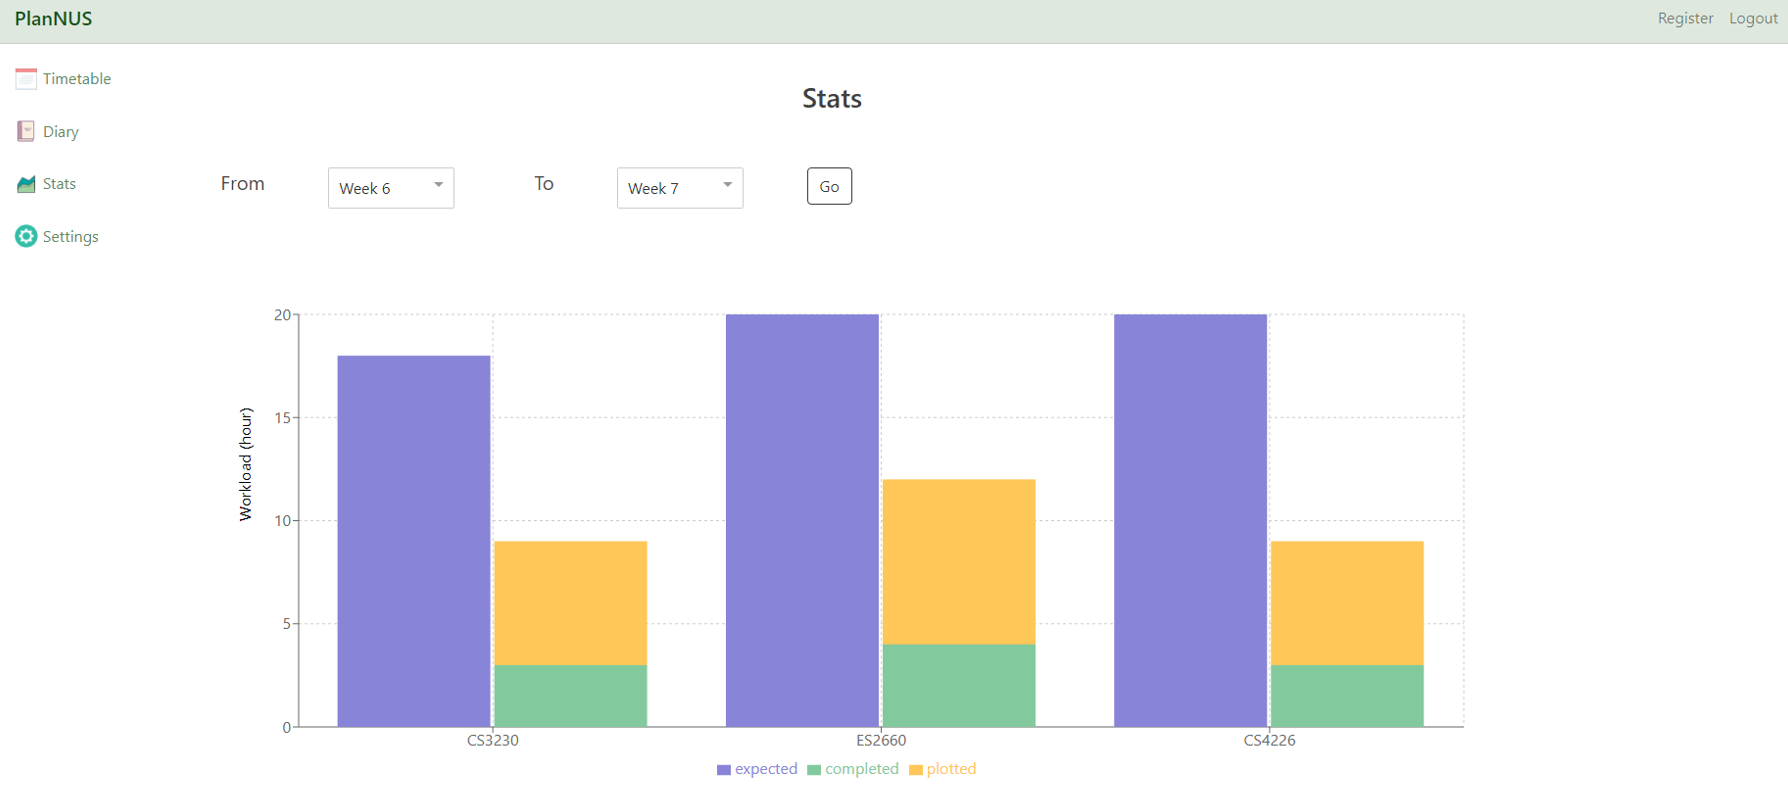 PlanNUS
Register Logout
Timetable
Diary
Stats
Settings
Stats
From Week 6 To Week 7 Go
Workload (hour)
20
15
10
5
0
CS3230 ES2660 CS4226
expected completed plotted